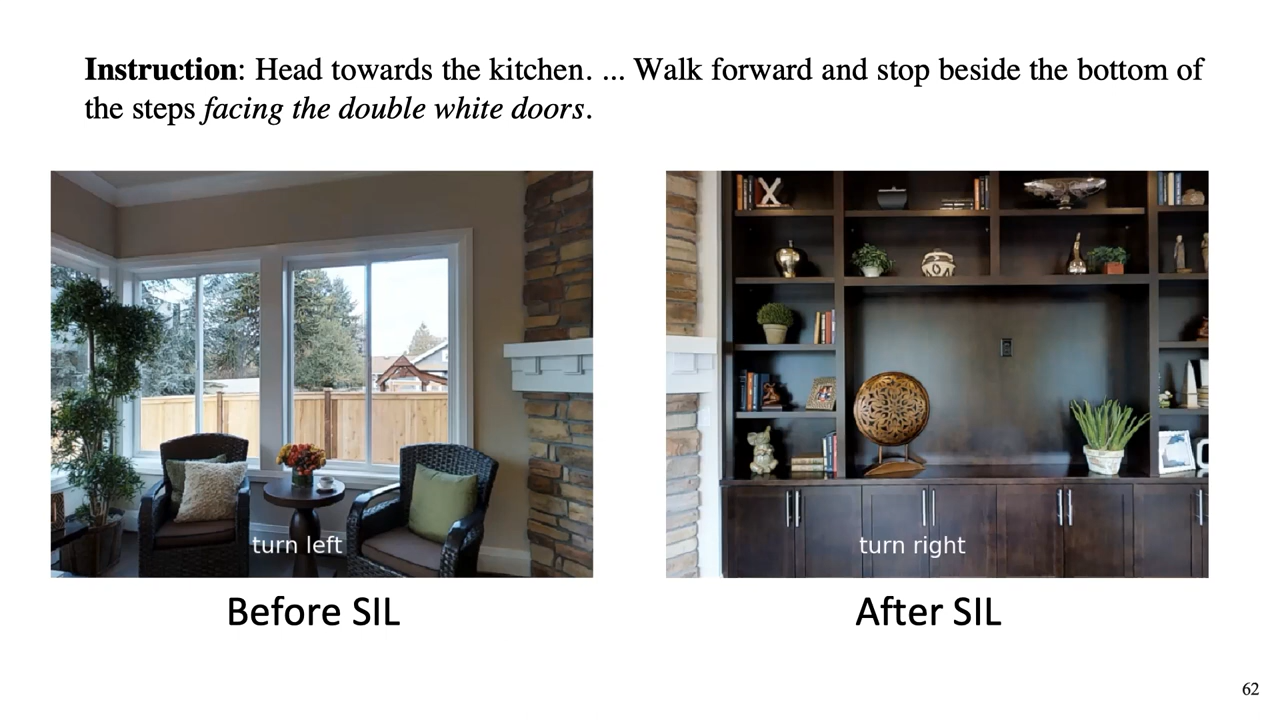 Instruction: Head towards the kitchen. ... Walk forward and stop beside the bottom of
the steps facing the double white doors.
turn left
turn right
Before SIL
After SIL
62